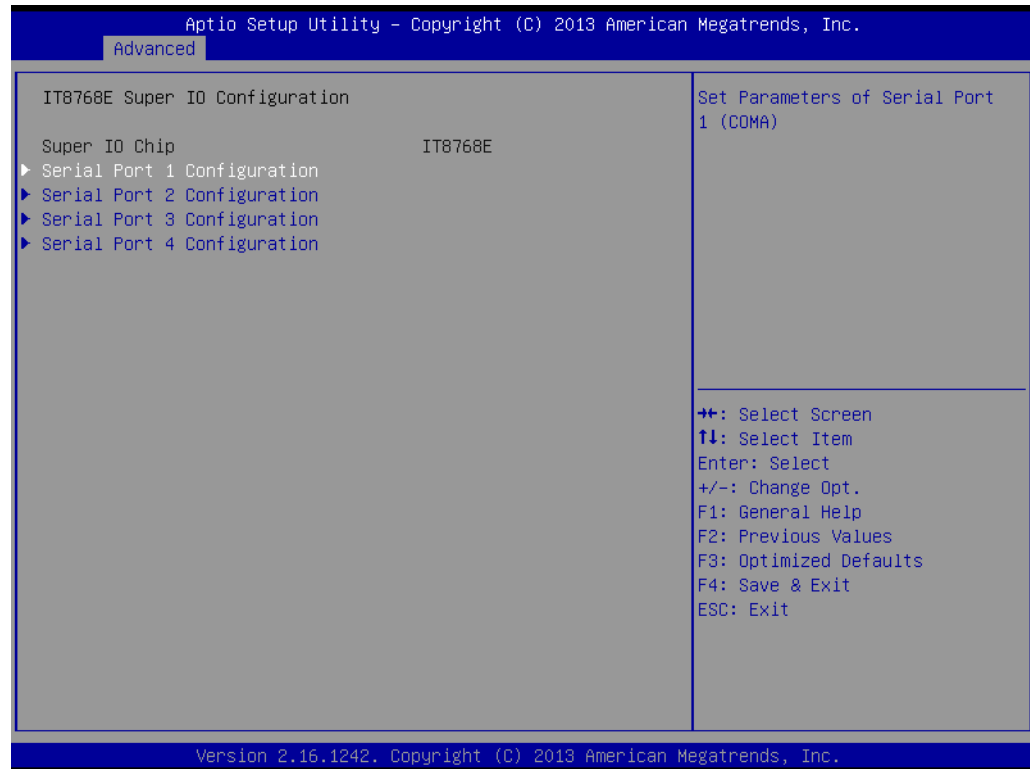 Aptio Setup Utility – Copyright (C) 2013 American Megatrends, Inc.
Advanced
IT8768E Super IO Configuration
Super IO Chip IT8768E
▶ Serial Port 1 Configuration
▶ Serial Port 2 Configuration
▶ Serial Port 3 Configuration
▶ Serial Port 4 Configuration
Set Parameters of Serial Port
1 (COMA)
→←: Select Screen
↑↓: Select Item
Enter: Select
+/-: Change Opt.
F1: General Help
F2: Previous Values
F3: Optimized Defaults
F4: Save & Exit
ESC: Exit
Version 2.16.1242. Copyright (C) 2013 American Megatrends, Inc.